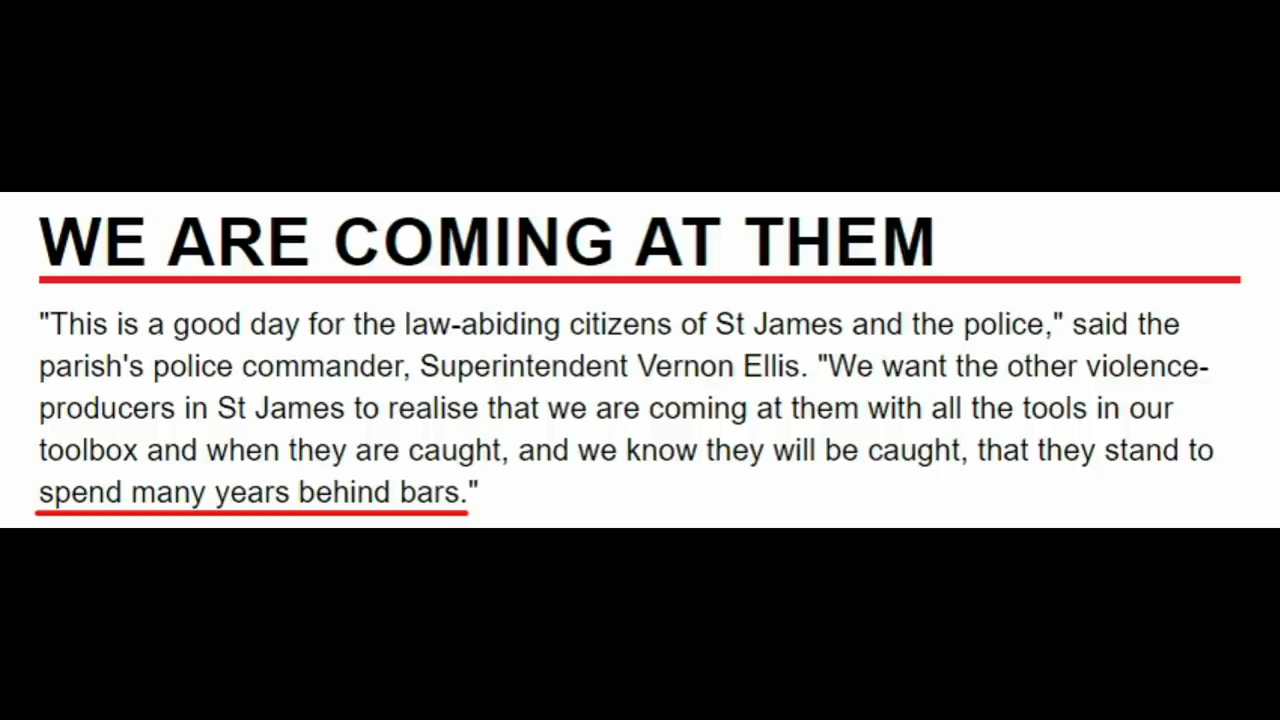 WE ARE COMING AT THEM
"This is a good day for the law-abiding citizens of St James and the police," said the
parish's police commander, Superintendent Vernon Ellis. "We want the other violence-
producers in St James to realise that we are coming at them with all the tools in our
toolbox and when they are caught, and we know they will be caught, that they stand to
spend many years behind bars."